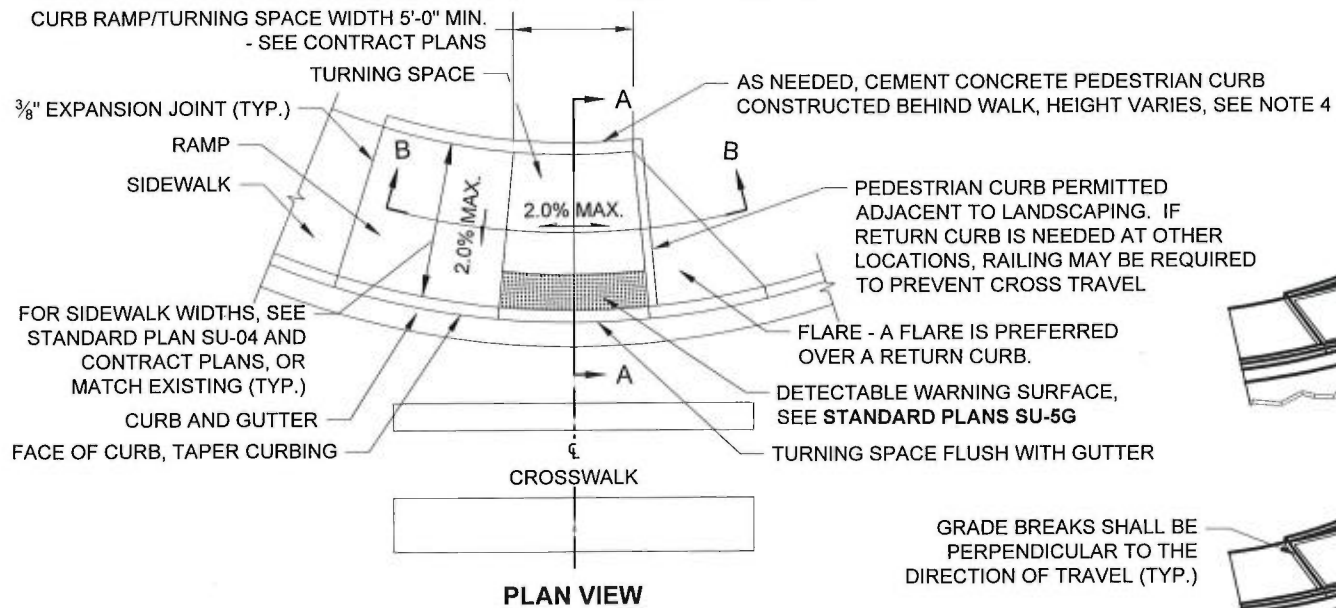 CURB RAMP/TURNING SPACE WIDTH 5'-0" MIN.
- SEE CONTRACT PLANS
TURNING SPACE
⅜" EXPANSION JOINT (TYP.)
RAMP
SIDEWALK
A
AS NEEDED, CEMENT CONCRETE PEDESTRIAN CURB
CONSTRUCTED BEHIND WALK, HEIGHT VARIES, SEE NOTE 4
B
B
2.0% MAX.
2.0% MAX.
PEDESTRIAN CURB PERMITTED
ADJACENT TO LANDSCAPING. IF
RETURN CURB IS NEEDED AT OTHER
LOCATIONS, RAILING MAY BE REQUIRED
TO PREVENT CROSS TRAVEL
FOR SIDEWALK WIDTHS, SEE
STANDARD PLAN SU-04 AND
CONTRACT PLANS, OR
MATCH EXISTING (TYP.)
FLARE - A FLARE IS PREFERRED
OVER A RETURN CURB.
A
DETECTABLE WARNING SURFACE,
SEE STANDARD PLANS SU-5G
CURB AND GUTTER
FACE OF CURB, TAPER CURBING
TURNING SPACE FLUSH WITH GUTTER
℄
CROSSWALK
GRADE BREAKS SHALL BE
PERPENDICULAR TO THE
DIRECTION OF TRAVEL (TYP.)
PLAN VIEW